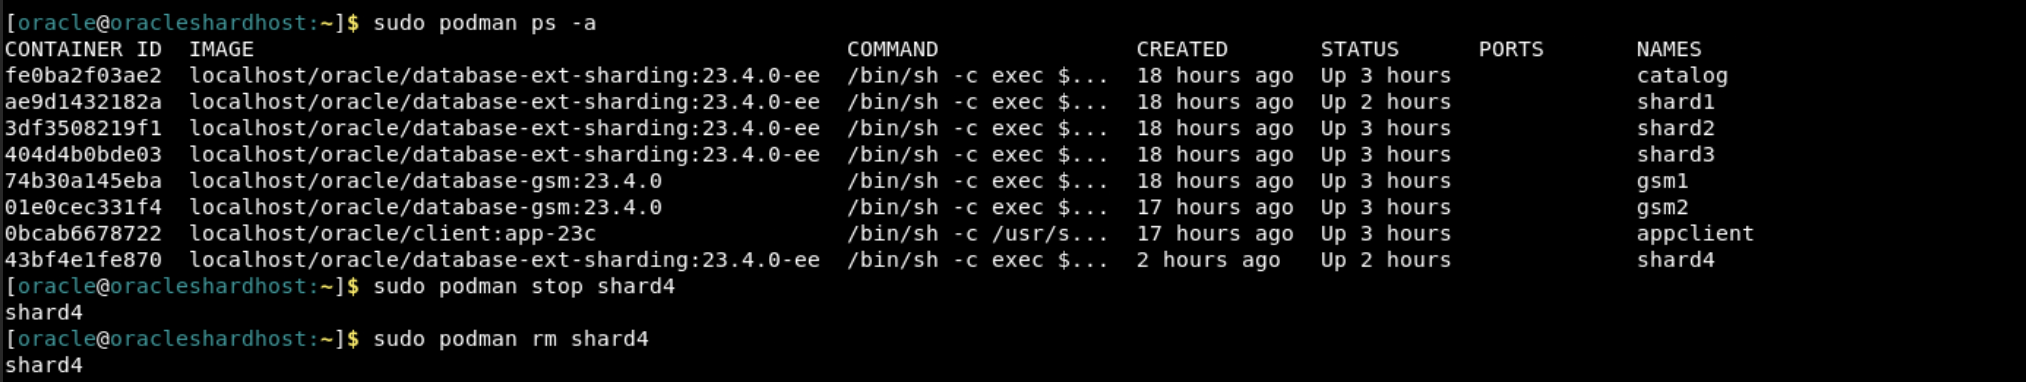 [oracle@oracleshardhost:~]$ sudo podman ps -a
CONTAINER ID  IMAGE                                            COMMAND               CREATED       STATUS      PORTS       NAMES
fe0ba2f03ae2  localhost/oracle/database-ext-sharding:23.4.0-ee  /bin/sh -c exec $...  18 hours ago  Up 3 hours              catalog
ae9d1432182a  localhost/oracle/database-ext-sharding:23.4.0-ee  /bin/sh -c exec $...  18 hours ago  Up 2 hours              shard1
3df3508219f1  localhost/oracle/database-ext-sharding:23.4.0-ee  /bin/sh -c exec $...  18 hours ago  Up 3 hours              shard2
404d4b0bde03  localhost/oracle/database-ext-sharding:23.4.0-ee  /bin/sh -c exec $...  18 hours ago  Up 3 hours              shard3
74b30a145eba  localhost/oracle/database-gsm:23.4.0              /bin/sh -c exec $...  18 hours ago  Up 3 hours              gsm1
01e0cec331f4  localhost/oracle/database-gsm:23.4.0              /bin/sh -c exec $...  17 hours ago  Up 3 hours              gsm2
0bcab6678722  localhost/oracle/client:app-23c                   /bin/sh -c /usr/s...  17 hours ago  Up 3 hours              appclient
43bf4e1fe870  localhost/oracle/database-ext-sharding:23.4.0-ee  /bin/sh -c exec $...  2 hours ago   Up 2 hours              shard4
[oracle@oracleshardhost:~]$ sudo podman stop shard4
shard4
[oracle@oracleshardhost:~]$ sudo podman rm shard4
shard4